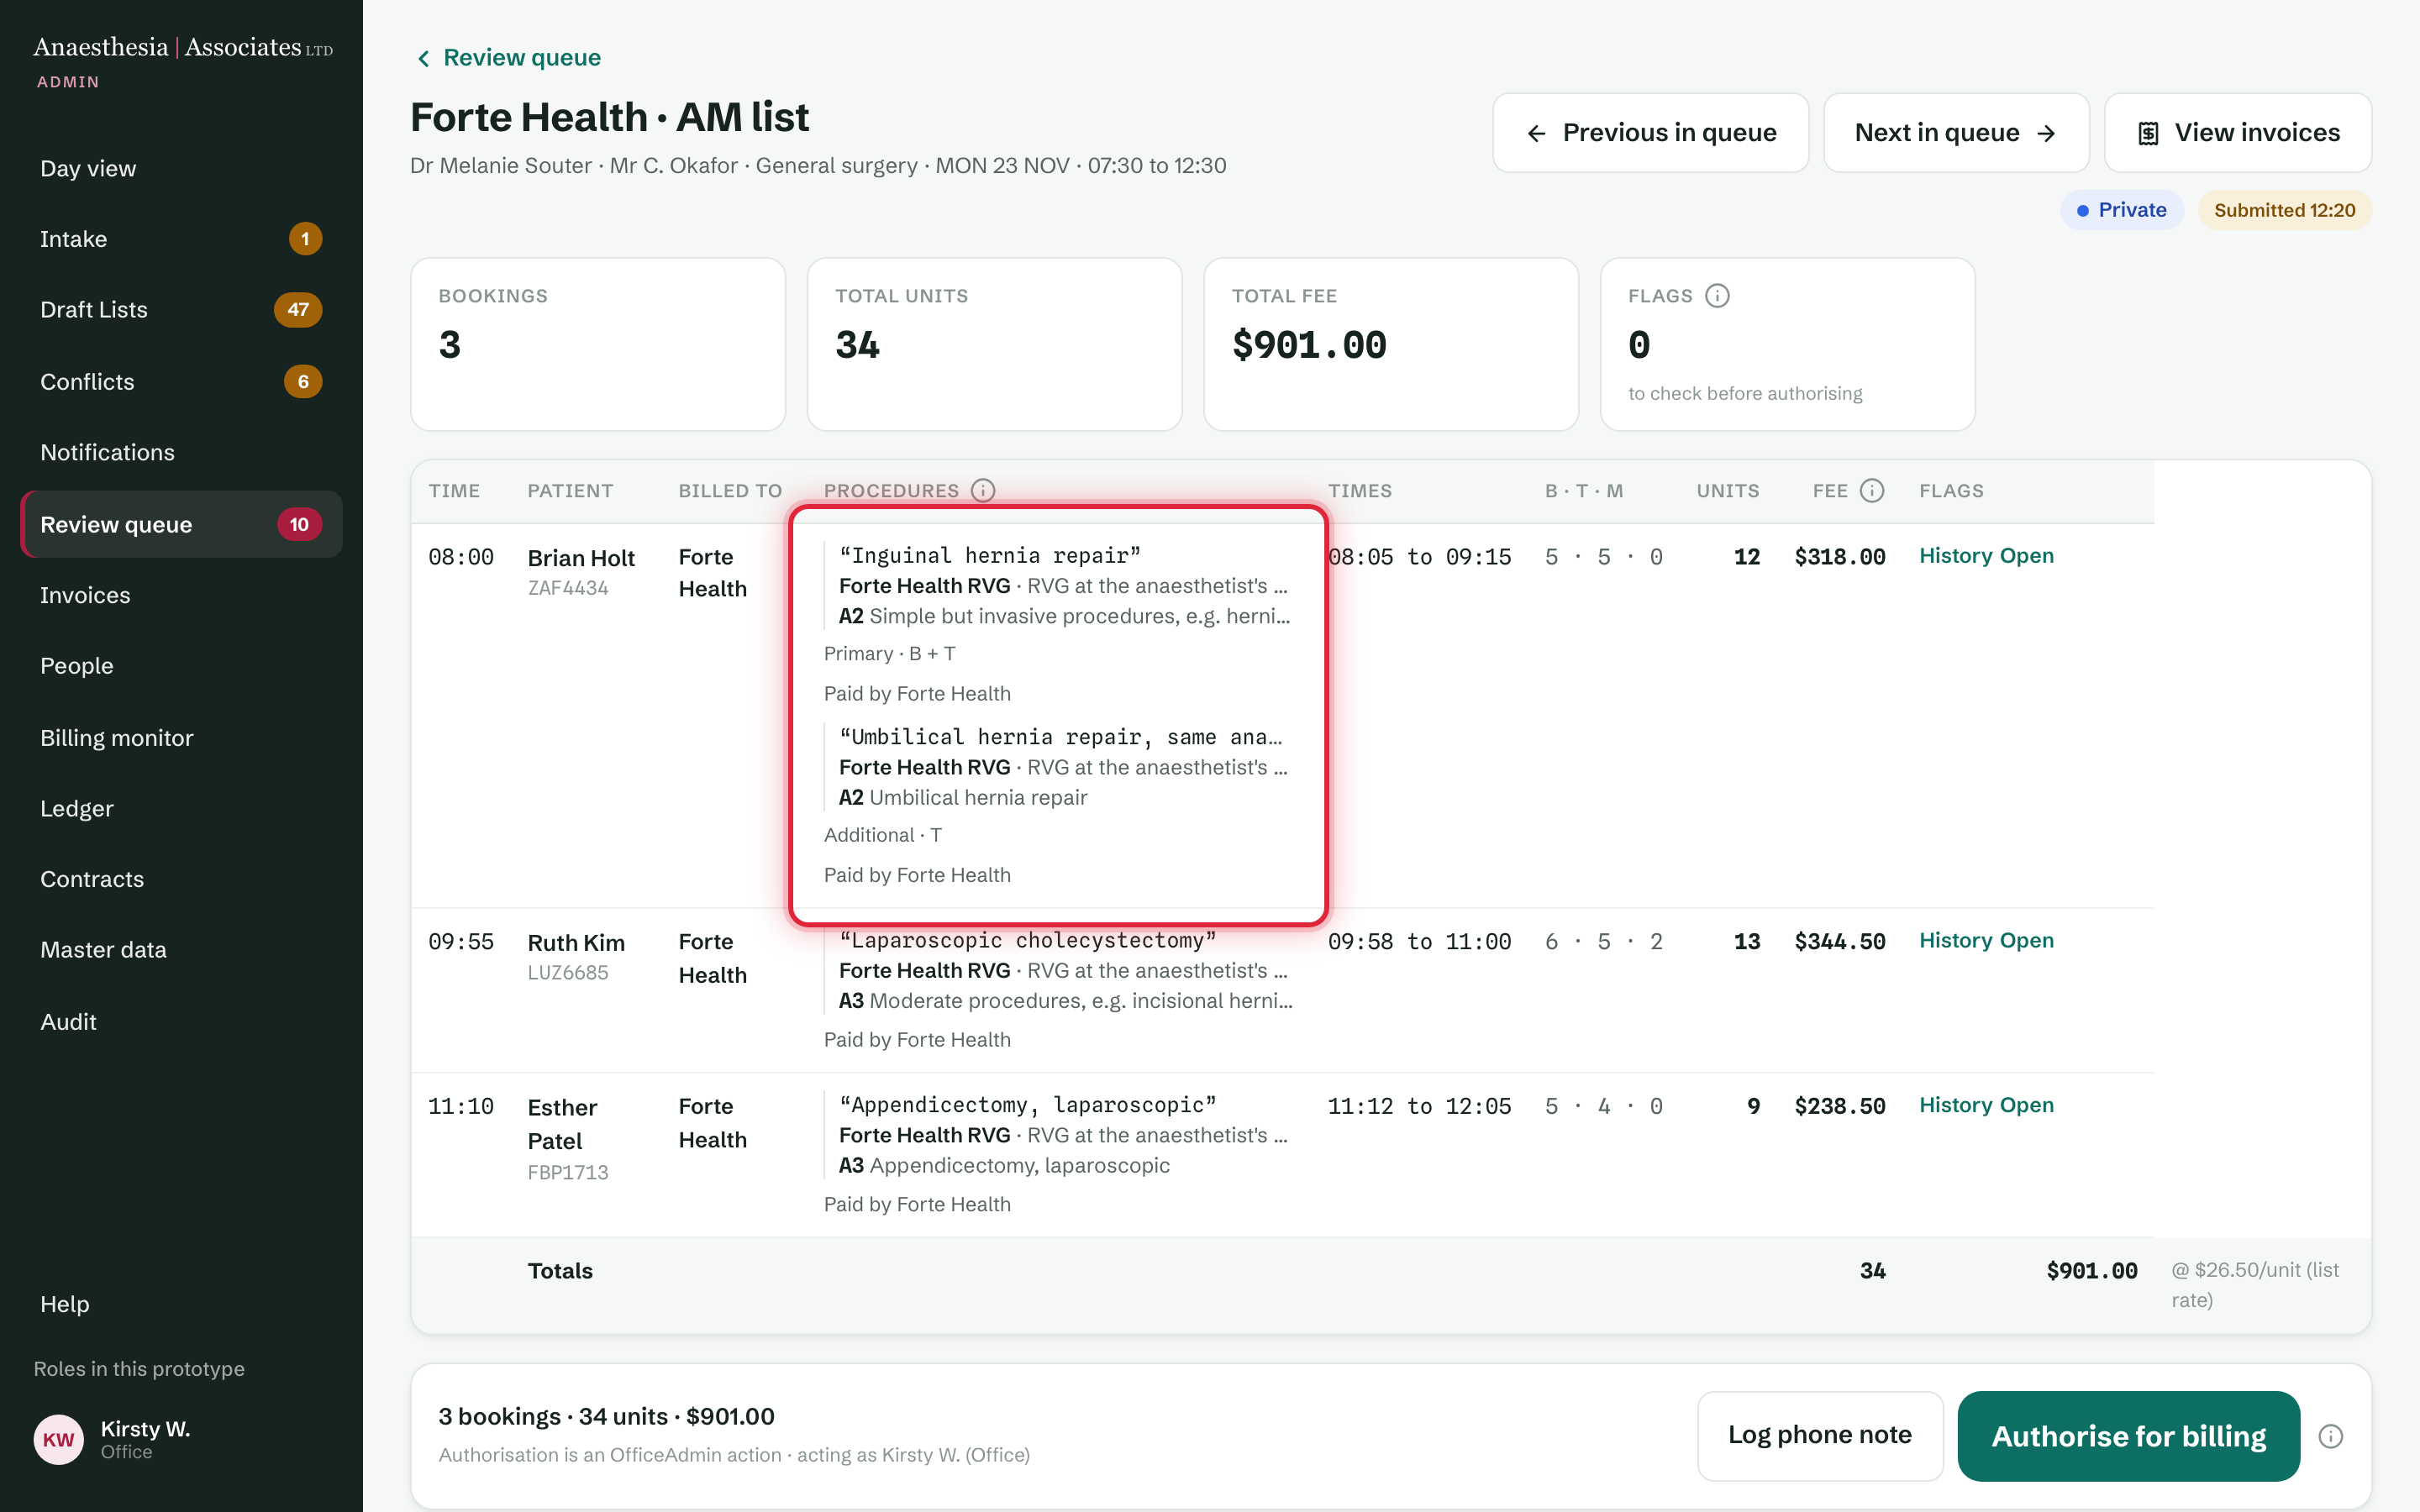 Anaesthesia | Associates LTD
ADMIN
Day view
Intake 1
Draft Lists 47
Conflicts 6
Notifications
Review queue 10
Invoices
People
Billing monitor
Ledger
Contracts
Master data
Audit
Help
Roles in this prototype
KW Kirsty W.
Office
Review queue
Forte Health · AM list
Dr Melanie Souter · Mr C. Okafor · General surgery · MON 23 NOV · 07:30 to 12:30
← Previous in queue
Next in queue →
View invoices
Private
Submitted 12:20
BOOKINGS
3
TOTAL UNITS
34
TOTAL FEE
$901.00
FLAGS
0
to check before authorising
TIME PATIENT BILLED TO PROCEDURES TIMES B · T · M UNITS FEE FLAGS
08:00 Brian Holt
ZAF4434
Forte
Health
“Inguinal hernia repair”
Forte Health RVG · RVG at the anaesthetist's ...
A2 Simple but invasive procedures, e.g. herni...
Primary · B + T
Paid by Forte Health
“Umbilical hernia repair, same ana...
Forte Health RVG · RVG at the anaesthetist's ...
A2 Umbilical hernia repair
Additional · T
Paid by Forte Health
08:05 to 09:15 5 · 5 · 0 12 $318.00 History Open
09:55 Ruth Kim
LUZ6685
Forte
Health
“Laparoscopic cholecystectomy”
Forte Health RVG · RVG at the anaesthetist's ...
A3 Moderate procedures, e.g. incisional herni...
Paid by Forte Health
09:58 to 11:00 6 · 5 · 2 13 $344.50 History Open
11:10 Esther
Patel
FBP1713
Forte
Health
“Appendicectomy, laparoscopic”
Forte Health RVG · RVG at the anaesthetist's ...
A3 Appendicectomy, laparoscopic
Paid by Forte Health
11:12 to 12:05 5 · 4 · 0 9 $238.50 History Open
Totals 34 $901.00 @ $26.50/unit (list
rate)
3 bookings · 34 units · $901.00
Authorisation is an OfficeAdmin action · acting as Kirsty W. (Office)
Log phone note
Authorise for billing